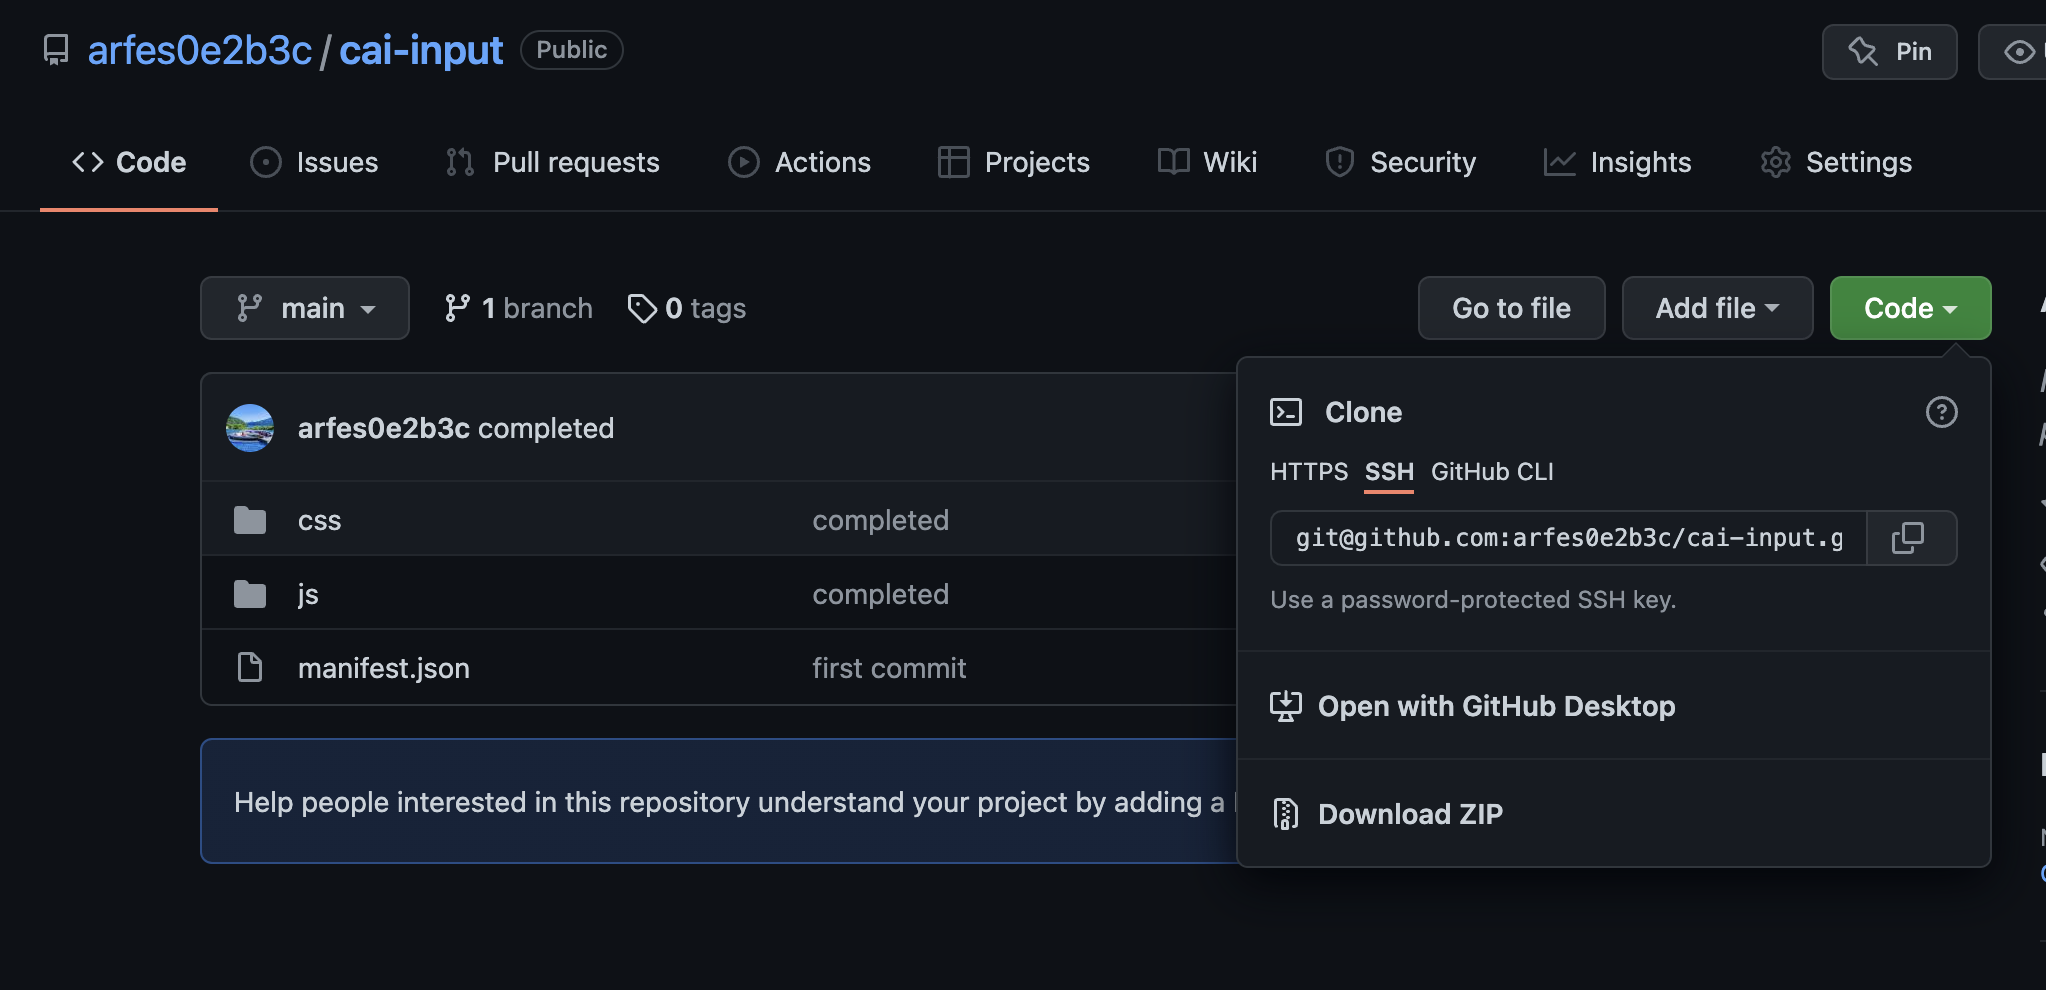 arfes0e2b3c / cai-input Public
Pin
Code Issues Pull requests Actions Projects Wiki Security Insights Settings
main 1 branch 0 tags Go to file Add file Code
arfes0e2b3c completed
css completed
js completed
manifest.json first commit
Help people interested in this repository understand your project by adding a
Clone
HTTPS SSH GitHub CLI
git@github.com:arfes0e2b3c/cai-input.g
Use a password-protected SSH key.
Open with GitHub Desktop
Download ZIP